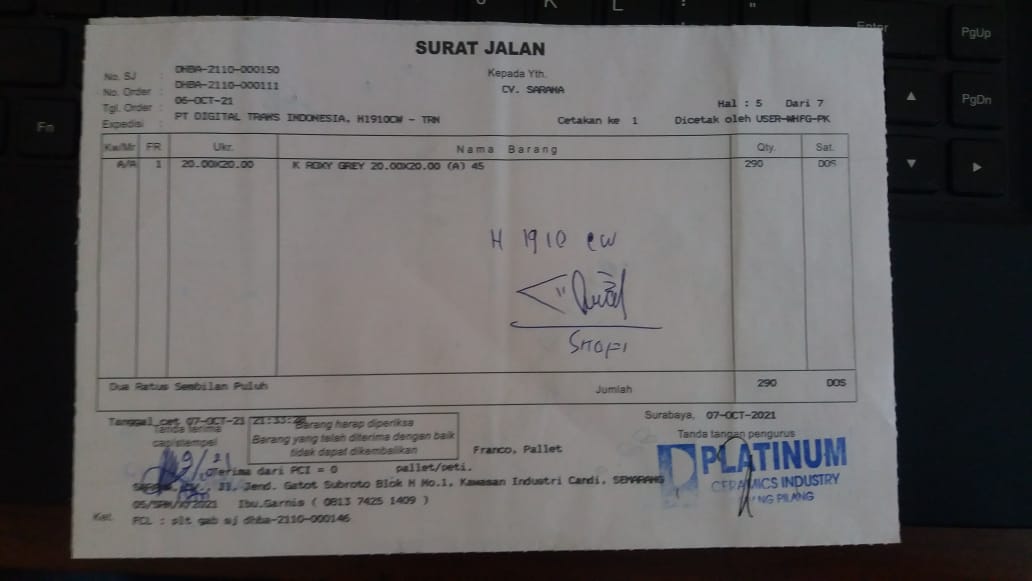 SURAT JALAN
No. SJ : DHBA-2110-000150
No. Order : DHBA-2110-000111
Tgl. Order : 06-OCT-21
Expedisi : PT DIGITAL TRANS INDONESIA, H1910CW - TRN
Kepada Yth.
CV. SARANA
Hal : 5 Dari 7
Cetakan ke 1 Dicetak oleh USER-WHFG-PK
Kw/Mr FR Ukr. Nama Barang Qty. Sat.
A/A 1 20.00X20.00 K ROXY GREY 20.00X20.00 (A) 45 290 DOS
H 1910 CW
SHOFI
Dua Ratus Sembilan Puluh Jumlah 290 DOS
Surabaya, 07-OCT-2021
Tanggal cet 07-OCT-21 21:33:28
Tanda terima
cap/stempel
Barang harap diperiksa
Barang yang telah diterima dengan baik
tidak dapat dikembalikan
Franco, Pallet
Tanda tangan pengurus
PLATINUM
CERAMICS INDUSTRY
PILANG
Terima dari PCI = 0 pallet/peti.
Jl. Jend. Gatot Subroto Blok H No.1, Kawasan Industri Candi, SEMARANG
2021 Ibu.Garnis ( 0813 7425 1409 )
Ket. FCL : plt gab sj dhba-2110-000146
Fn
K
L
Enter
PgUp
PgDn